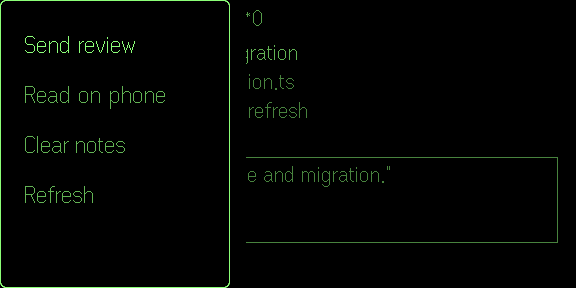 Send review
Read on phone
Clear notes
Refresh
*0
gration
ion.ts
refresh
e and migration."